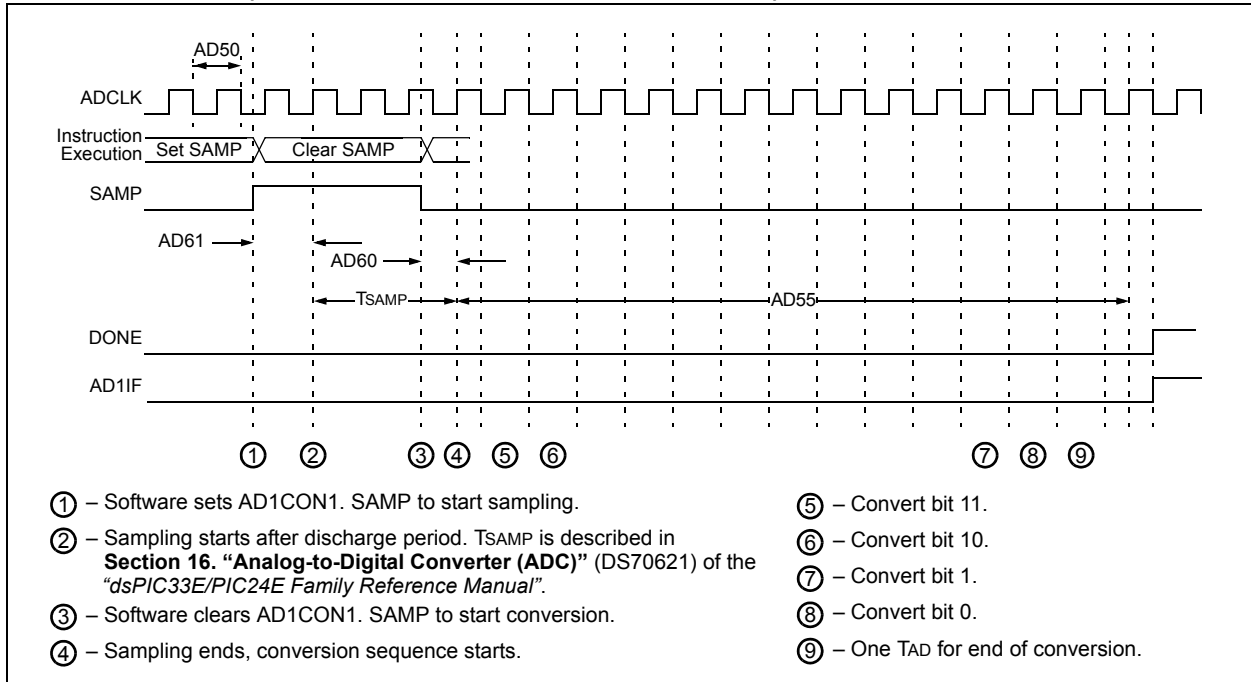 AD50
ADCLK
Instruction
Execution
Set SAMP
Clear SAMP
SAMP
AD61
AD60
TSAMP
AD55
DONE
AD1IF
1 2 3 4 5 6 7 8 9
1 – Software sets AD1CON1. SAMP to start sampling.
2 – Sampling starts after discharge period. TSAMP is described in
Section 16. “Analog-to-Digital Converter (ADC)” (DS70621) of the
“dsPIC33E/PIC24E Family Reference Manual”.
3 – Software clears AD1CON1. SAMP to start conversion.
4 – Sampling ends, conversion sequence starts.
5 – Convert bit 11.
6 – Convert bit 10.
7 – Convert bit 1.
8 – Convert bit 0.
9 – One TAD for end of conversion.